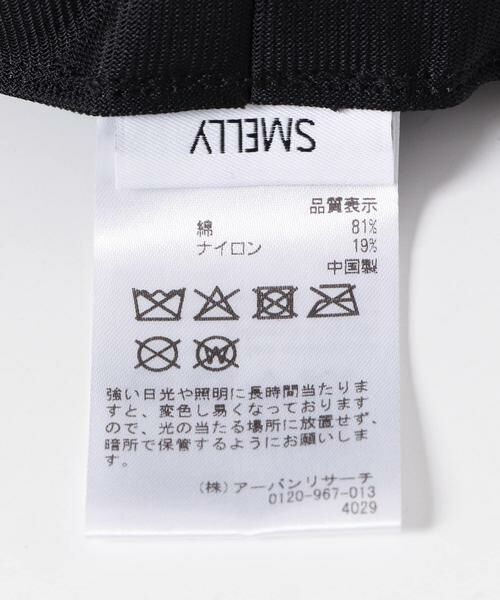 SMELLY
品質表示
綿 81%
ナイロン 19%
中国製
W
強い日光や照明に長時間当たりま
すと、変色し易くなっております
ので、光の当たる場所に放置せず、
暗所で保管するようにお願いしま
す。
(株)アーバンリサーチ
0120-967-013
4029